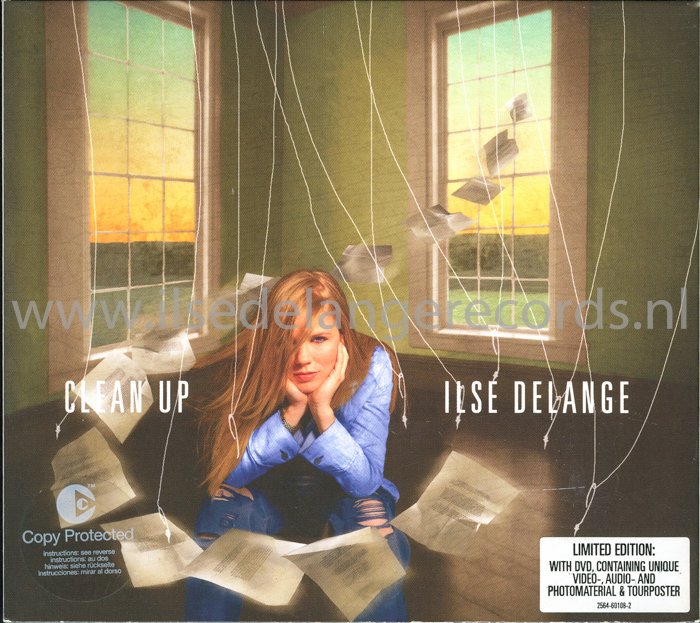 www.ilsedelangerecords.nl
CLEAN UP
ILSE DELANGE
TM
Copy Protected
Instructions: see reverse
instructions: au dos
hinweis: siehe rückseite
Instrucciones: mirar al dorso
LIMITED EDITION:
WITH DVD, CONTAINING UNIQUE
VIDEO-, AUDIO- AND
PHOTOMATERIAL & TOURPOSTER
2564-60108-2